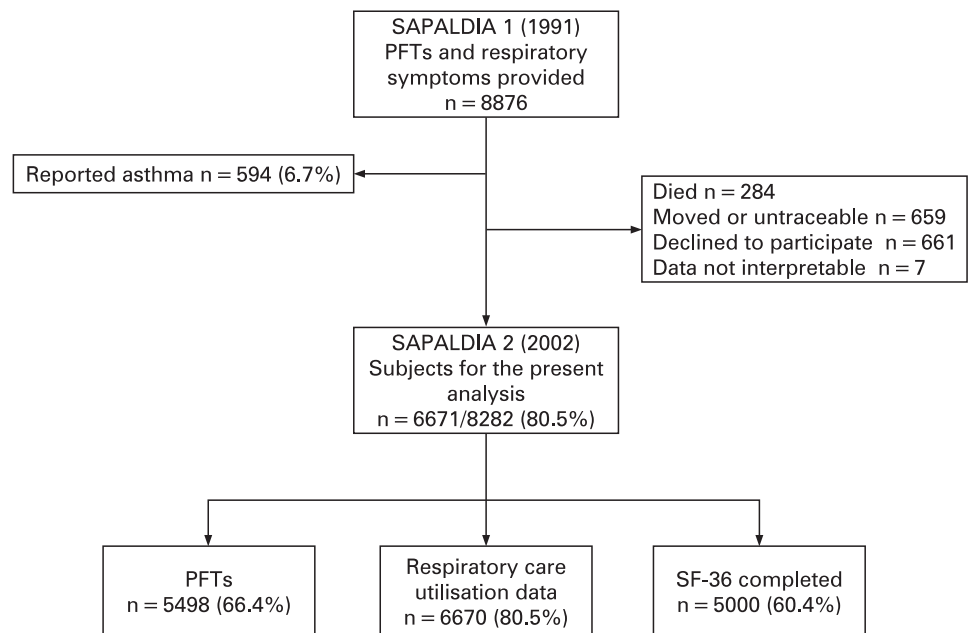 SAPALDIA 1 (1991)
PFTs and respiratory
symptoms provided
n = 8876
Reported asthma n = 594 (6.7%)
Died n = 284
Moved or untraceable n = 659
Declined to participate n = 661
Data not interpretable n = 7
SAPALDIA 2 (2002)
Subjects for the present
analysis
n = 6671/8282 (80.5%)
PFTs
n = 5498 (66.4%)
Respiratory care
utilisation data
n = 6670 (80.5%)
SF-36 completed
n = 5000 (60.4%)